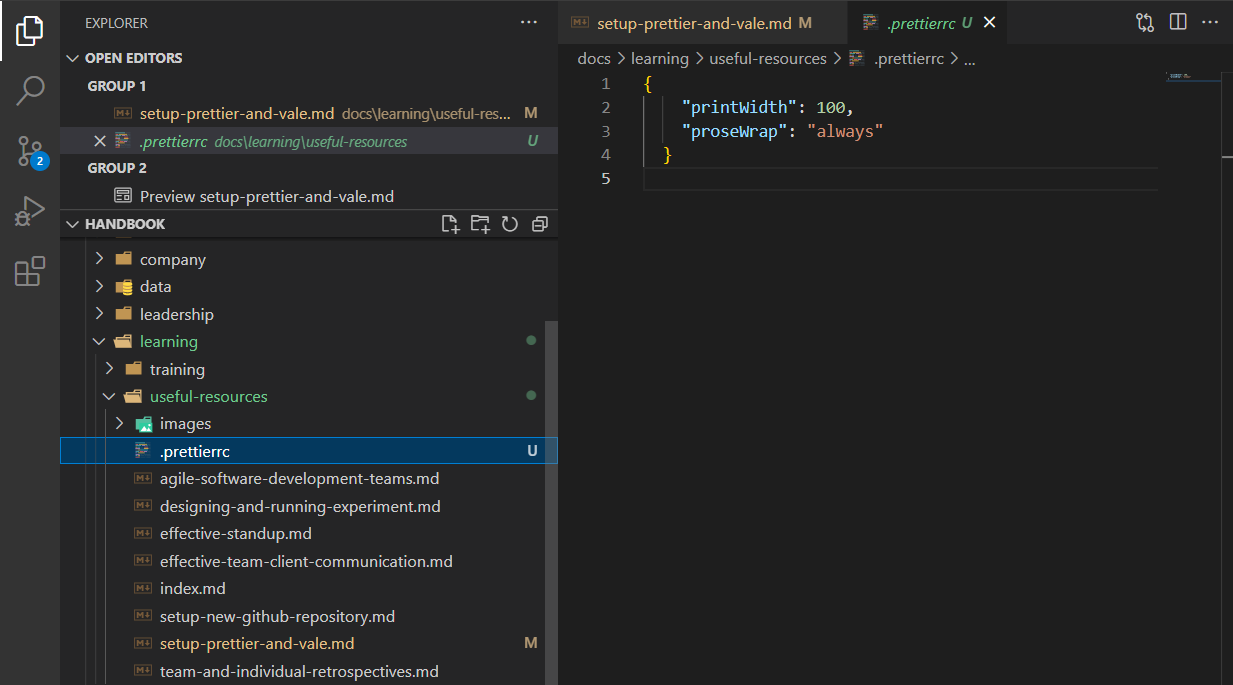 EXPLORER
OPEN EDITORS
GROUP 1
setup-prettier-and-vale.md docs\learning\useful-res... M
.prettierrc docs\learning\useful-resources U
GROUP 2
Preview setup-prettier-and-vale.md
HANDBOOK
company
data
leadership
learning
training
useful-resources
images
.prettierrc U
agile-software-development-teams.md
designing-and-running-experiment.md
effective-standup.md
effective-team-client-communication.md
index.md
setup-new-github-repository.md
setup-prettier-and-vale.md M
team-and-individual-retrospectives.md
2
setup-prettier-and-vale.md M
.prettierrc U
docs > learning > useful-resources > .prettierrc > ...
1 {
2 "printWidth": 100,
3 "proseWrap": "always"
4 }
5